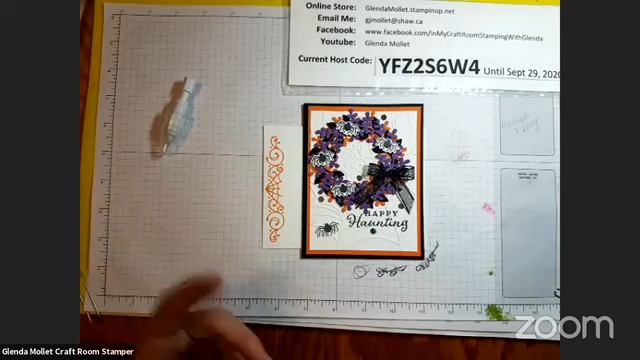 Online Store: GlendaMollet.stampinup.net
Email Me: gjmollet@shaw.ca
Facebook: www.facebook.com/inMyCraftRoomStampingWithGlenda
Youtube: Glenda Mollet
Current Host Code: YFZ2S6W4 Until Sept 29, 2020
HAPPY
Haunting
zoom
Glenda Mollet Craft Room Stamper